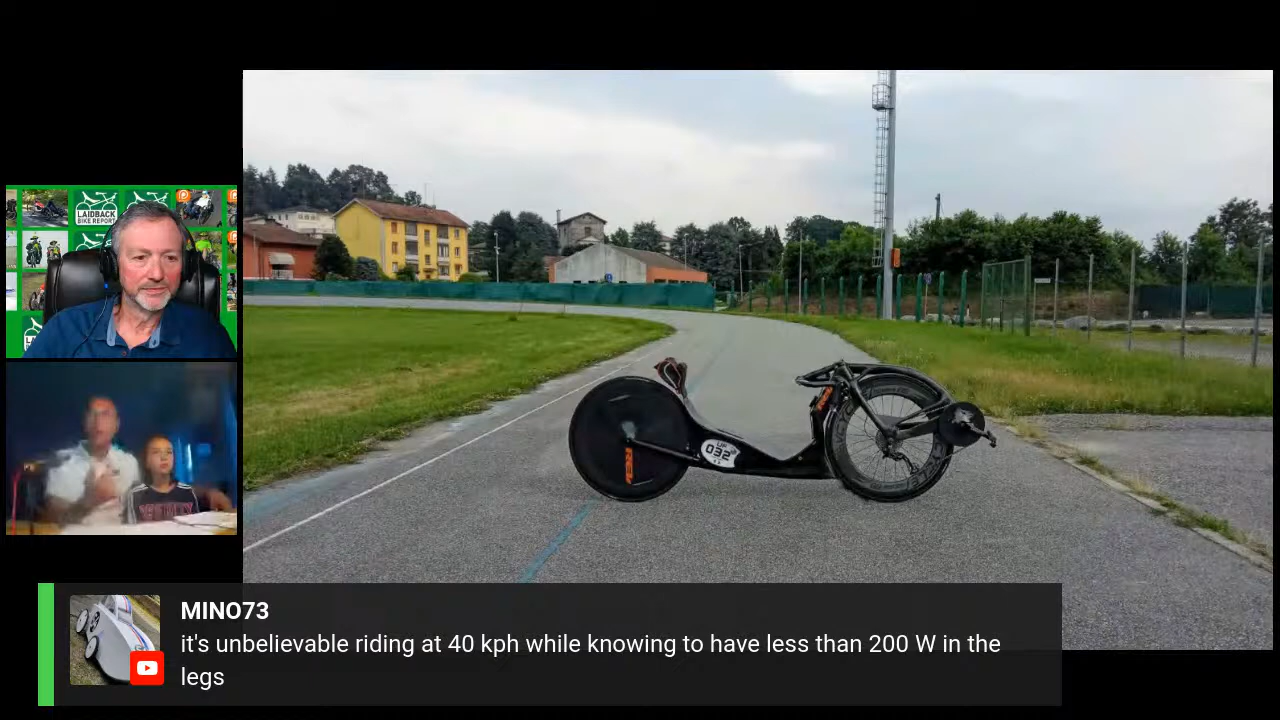 LAIDBACK
BIKE REPORT
032
MINO73
it's unbelievable riding at 40 kph while knowing to have less than 200 W in the
legs